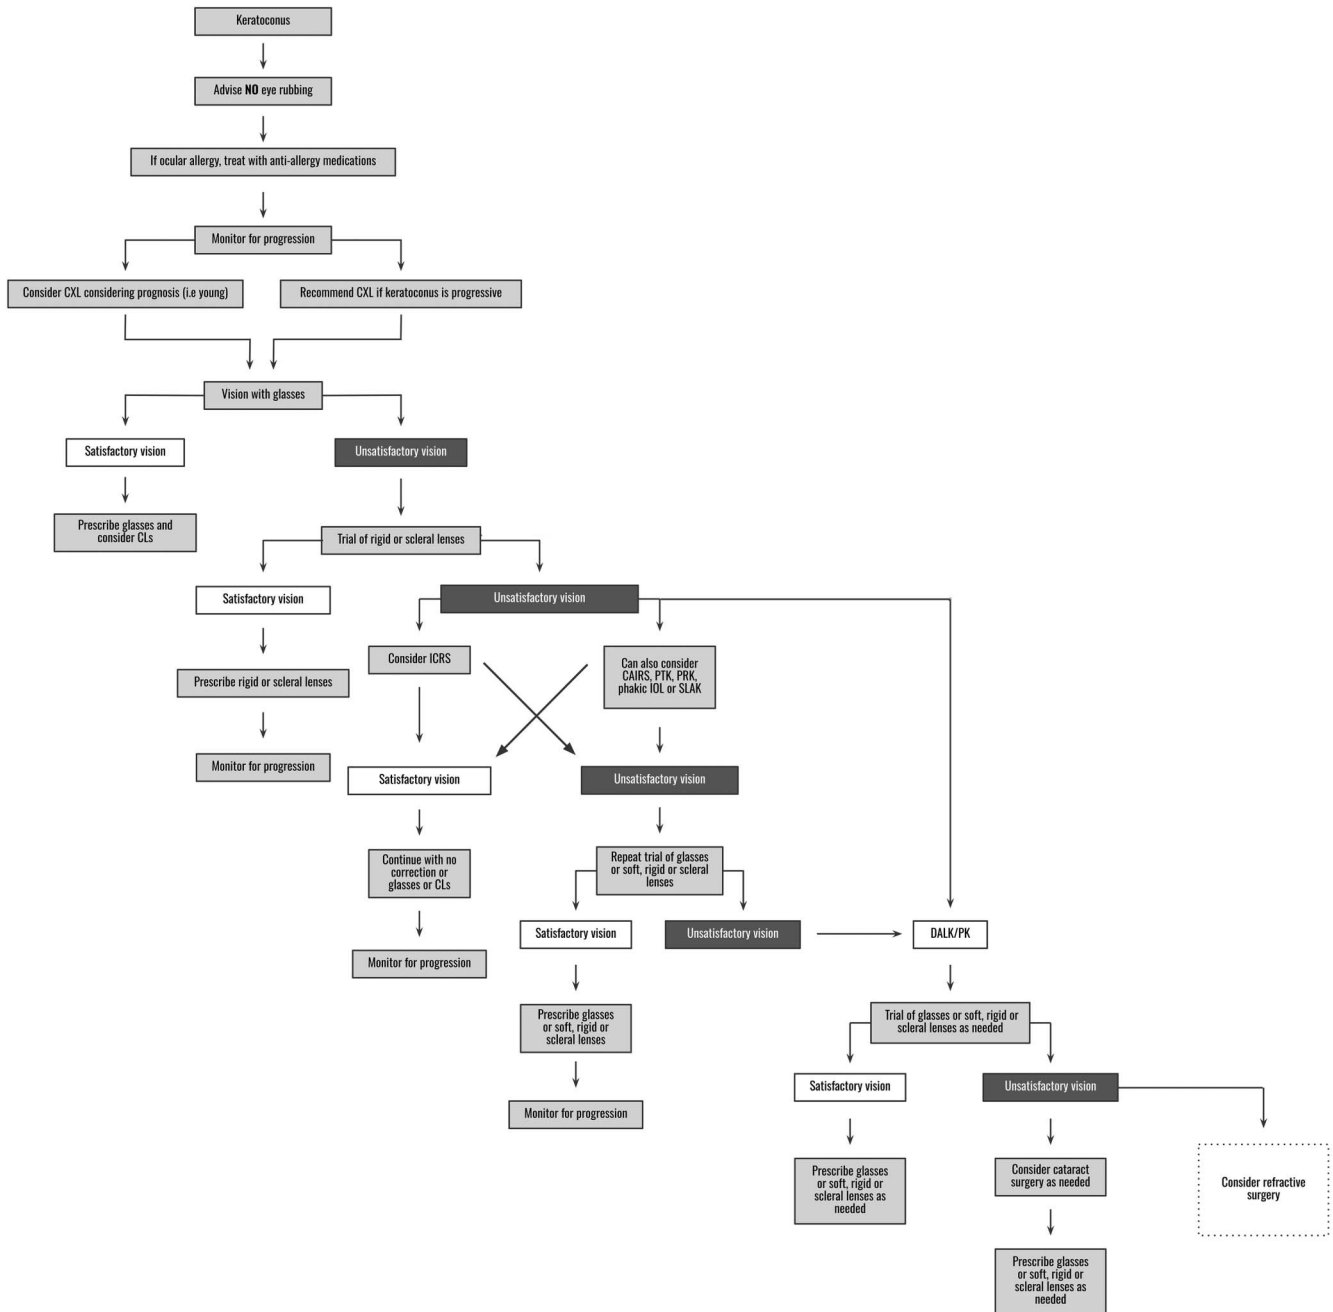 Keratoconus
Advise NO eye rubbing
If ocular allergy, treat with anti-allergy medications
Monitor for progression
Consider CXL considering prognosis (i.e young)
Recommend CXL if keratoconus is progressive
Vision with glasses
Satisfactory vision
Unsatisfactory vision
Prescribe glasses and
consider CLs
Trial of rigid or scleral lenses
Satisfactory vision
Unsatisfactory vision
Consider ICRS
Can also consider
CAIRS, PTK, PRK,
phakic IOL or SLAK
Prescribe rigid or scleral lenses
Monitor for progression
Satisfactory vision
Unsatisfactory vision
Continue with no
correction or
glasses or CLs
Repeat trial of glasses
or soft, rigid or scleral
lenses
Monitor for progression
Satisfactory vision
Unsatisfactory vision
DALK/PK
Prescribe glasses
or soft, rigid or
scleral lenses
Trial of glasses or soft, rigid or
scleral lenses as needed
Monitor for progression
Satisfactory vision
Unsatisfactory vision
Prescribe glasses
or soft, rigid or
scleral lenses as
needed
Consider cataract
surgery as needed
Consider refractive
surgery
Prescribe glasses
or soft, rigid or
scleral lenses as
needed